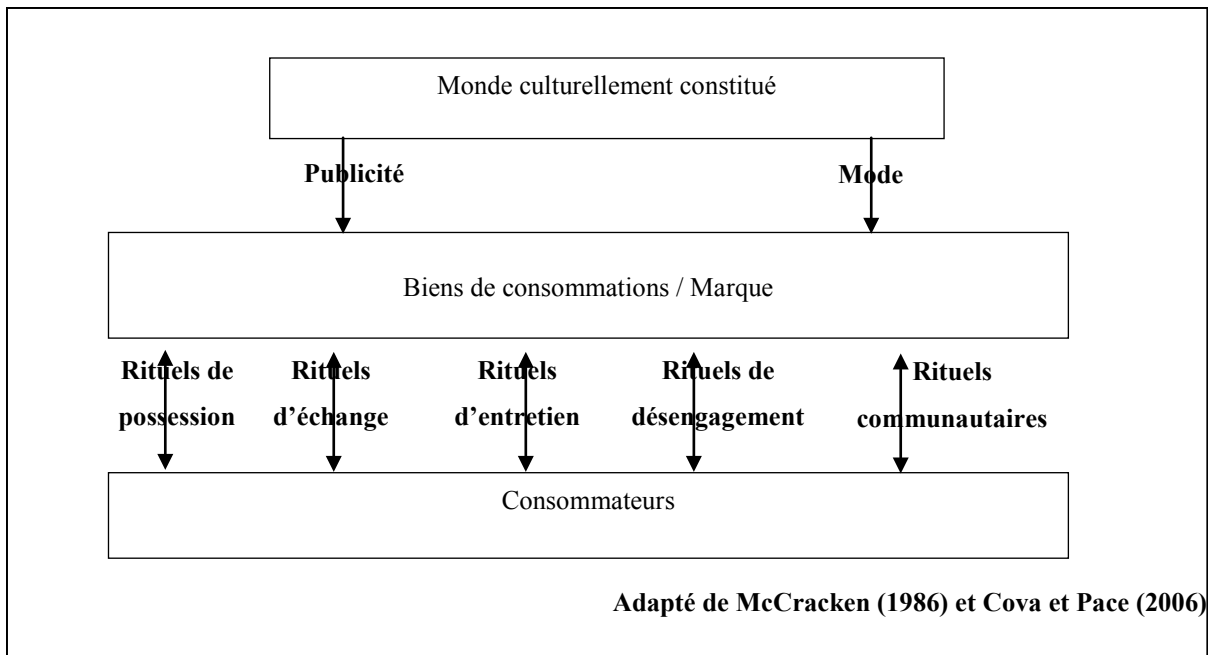 Monde culturellement constitué
Publicité Mode
Biens de consommations / Marque
Rituels de Rituels Rituels Rituels de Rituels
possession d’échange d’entretien désengagement communautaires
Consommateurs
Adapté de McCracken (1986) et Cova et Pace (2006)